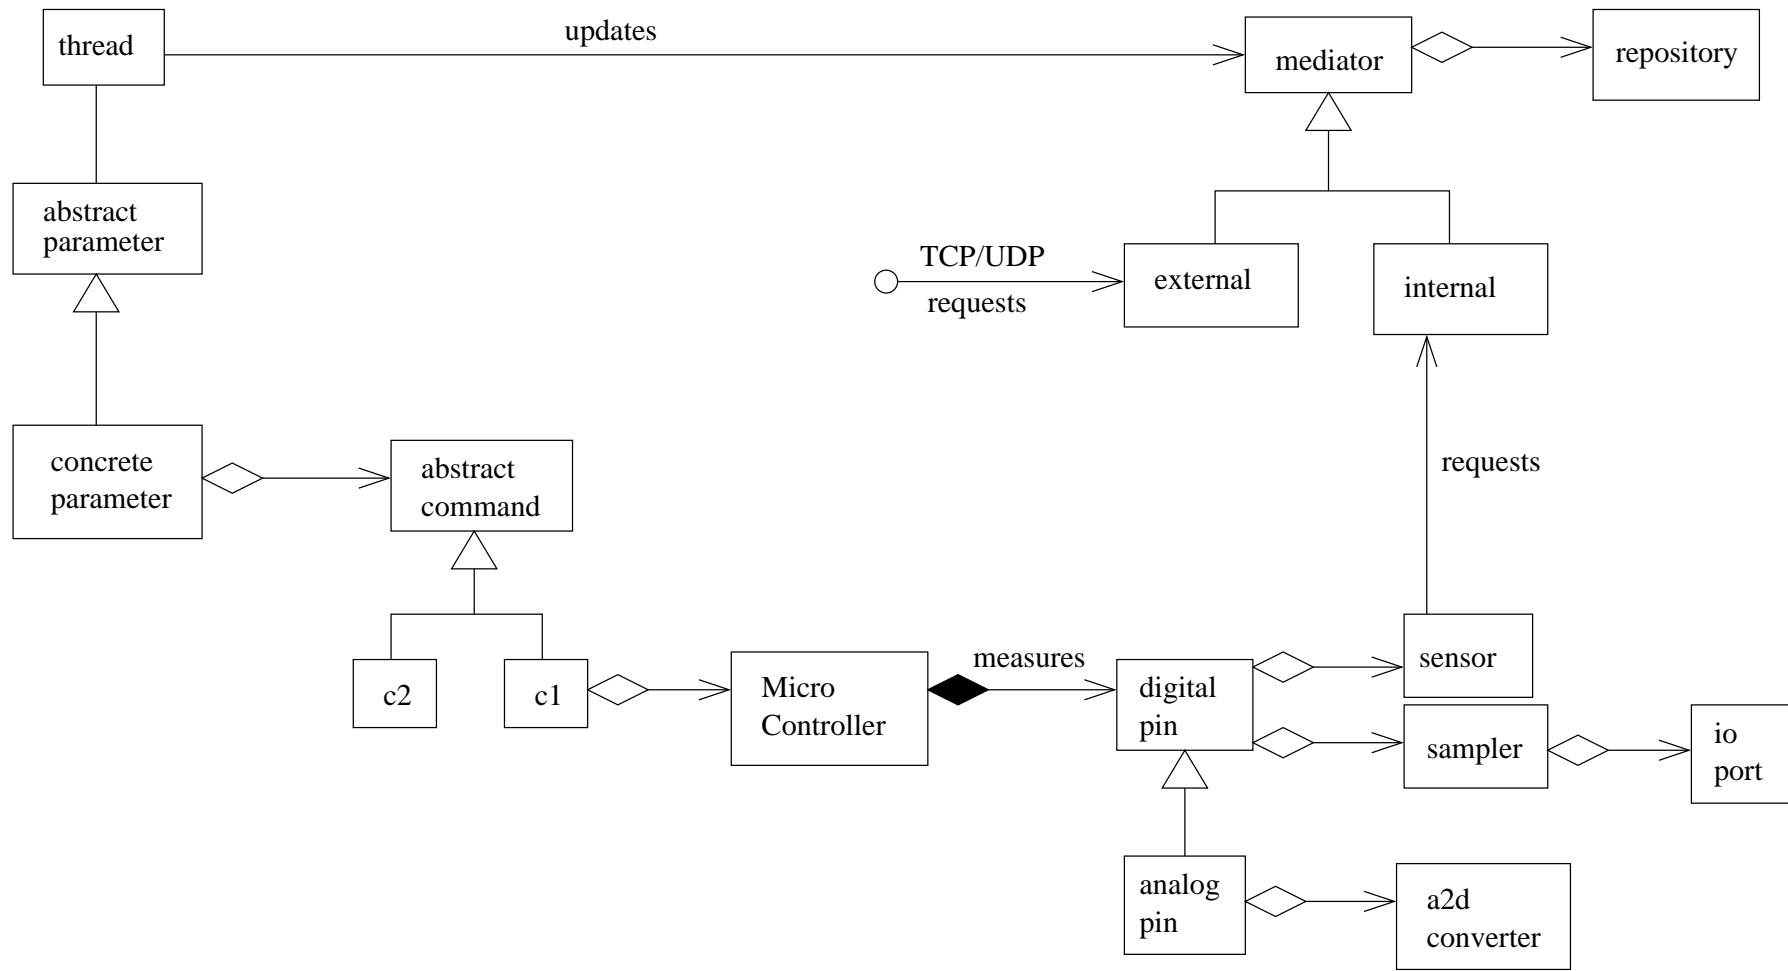 thread
updates
mediator
repository
abstract
parameter
TCP/UDP
requests
external
internal
concrete
parameter
abstract
command
requests
c2
c1
Micro
Controller
measures
digital
pin
sensor
sampler
io
port
analog
pin
a2d
converter